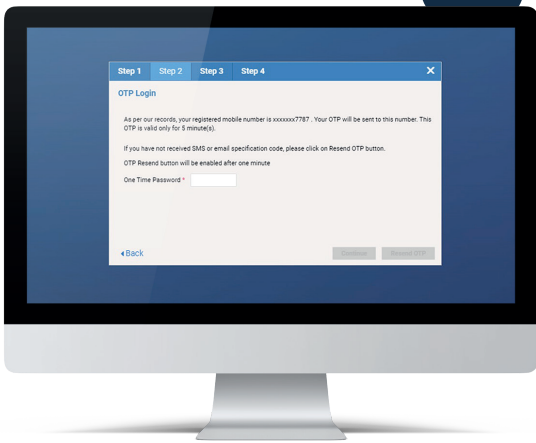 Step 1 Step 2 Step 3 Step 4
OTP Login
As per our records, your registered mobile number is xxxxxxx7787 . Your OTP will be sent to this number. This
OTP is valid only for 5 minute(s).
If you have not received SMS or email specification code, please click on Resend OTP button.
OTP Resend button will be enabled after one minute
One Time Password *
Back
Continue Resend OTP